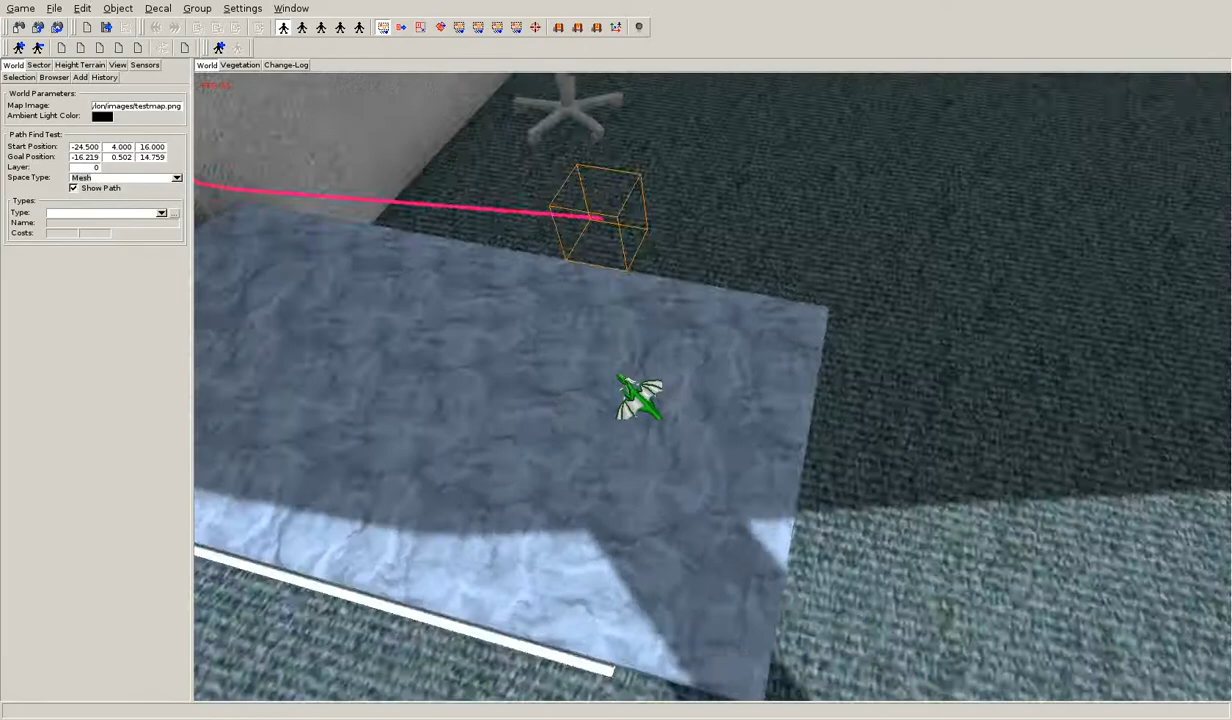 Game File Edit Object Decal Group Settings Window
World Sector Height Terrain View Sensors
World Vegetation Change-Log
Selection Browser Add History
World Parameters:
Map Image: /lon/images/testmap.png
Ambient Light Color:
Path Find Test:
Start Position: -24.500 4.000 16.000
Goal Position: -16.219 0.502 14.759
Layer: 0
Space Type: Mesh
Show Path
Types:
Type: ...
Name:
Costs: